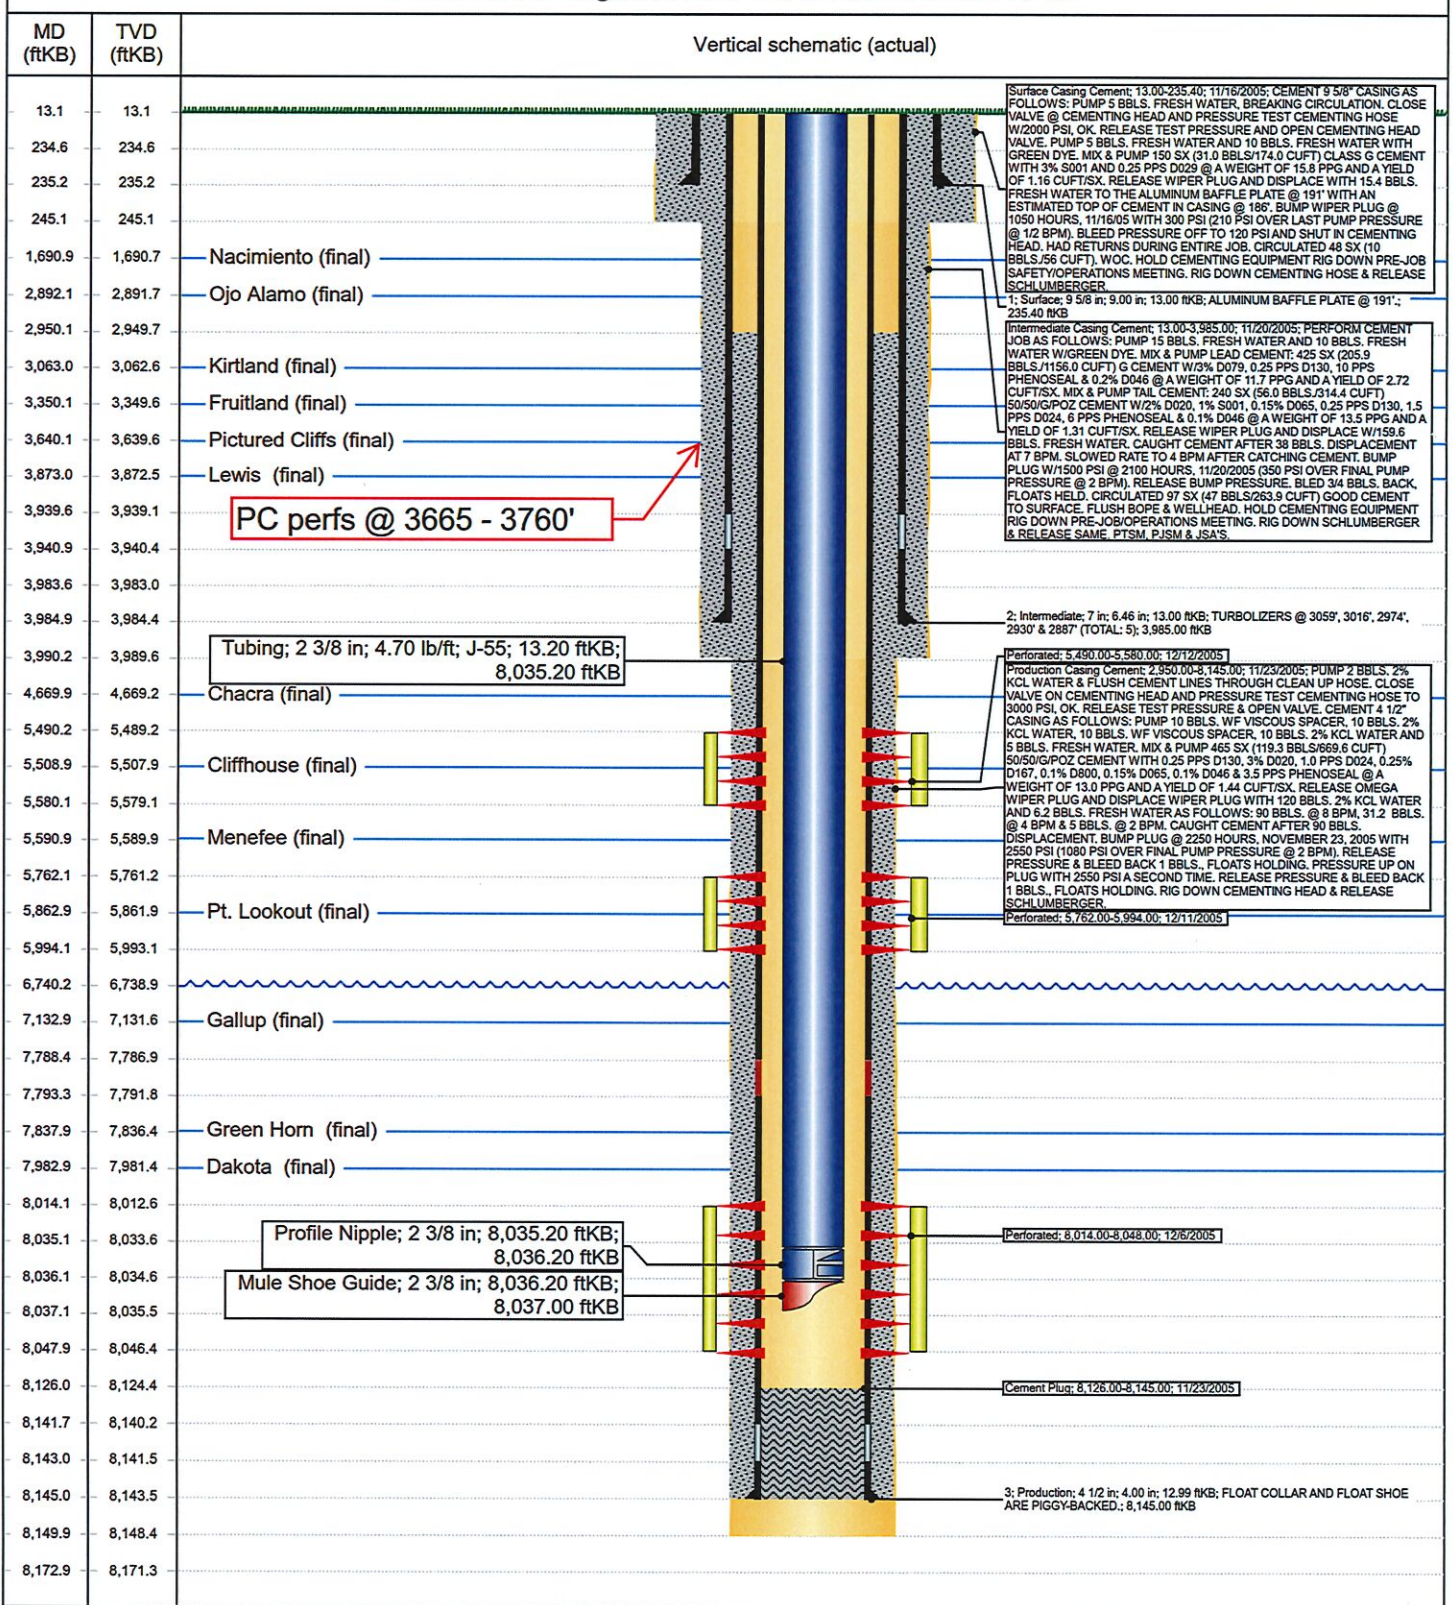 MD
(ftKB)
TVD
(ftKB)
Vertical schematic (actual)
13.1 13.1
234.6 234.6
235.2 235.2
245.1 245.1
1,690.9 1,690.7 Nacimiento (final)
2,892.1 2,891.7 Ojo Alamo (final)
2,950.1 2,949.7
3,063.0 3,062.6 Kirtland (final)
3,350.1 3,349.6 Fruitland (final)
3,640.1 3,639.6 Pictured Cliffs (final)
3,873.0 3,872.5 Lewis (final)
3,939.6 3,939.1
PC perfs @ 3665 - 3760'
3,940.9 3,940.4
3,983.6 3,983.0
3,984.9 3,984.4
3,990.2 3,989.6
Tubing; 2 3/8 in; 4.70 lb/ft; J-55; 13.20 ftKB;
8,035.20 ftKB
4,669.9 4,669.2 Chacra (final)
5,490.2 5,489.2
5,508.9 5,507.9 Cliffhouse (final)
5,580.1 5,579.1
5,590.9 5,589.9 Menefee (final)
5,762.1 5,761.2
5,862.9 5,861.9 Pt. Lookout (final)
5,994.1 5,993.1
6,740.2 6,738.9
7,132.9 7,131.6 Gallup (final)
7,788.4 7,786.9
7,793.3 7,791.8
7,837.9 7,836.4 Green Horn (final)
7,982.9 7,981.4 Dakota (final)
8,014.1 8,012.6
8,035.1 8,033.6
Profile Nipple; 2 3/8 in; 8,035.20 ftKB;
8,036.20 ftKB
8,036.1 8,034.6
Mule Shoe Guide; 2 3/8 in; 8,036.20 ftKB;
8,037.00 ftKB
8,037.1 8,035.5
8,047.9 8,046.4
8,126.0 8,124.4
8,141.7 8,140.2
8,143.0 8,141.5
8,145.0 8,143.5
8,149.9 8,148.4
8,172.9 8,171.3
Surface Casing Cement; 13.00-235.40; 11/16/2005; CEMENT 9 5/8" CASING AS
FOLLOWS: PUMP 5 BBLS. FRESH WATER, BREAKING CIRCULATION. CLOSE
VALVE @ CEMENTING HEAD AND PRESSURE TEST CEMENTING HOSE
W/2000 PSI, OK. RELEASE TEST PRESSURE AND OPEN CEMENTING HEAD
VALVE. PUMP 5 BBLS. FRESH WATER AND 10 BBLS. FRESH WATER WITH
GREEN DYE. MIX & PUMP 150 SX (31.0 BBLS/174.0 CUFT) CLASS G CEMENT
WITH 3% S001 AND 0.25 PPS D029 @ A WEIGHT OF 15.8 PPG AND A YIELD
OF 1.16 CUFT/SX. RELEASE WIPER PLUG AND DISPLACE WITH 15.4 BBLS.
FRESH WATER TO THE ALUMINUM BAFFLE PLATE @ 191' WITH AN
ESTIMATED TOP OF CEMENT IN CASING @ 186'. BUMP WIPER PLUG @
1050 HOURS, 11/16/05 WITH 300 PSI (210 PSI OVER LAST PUMP PRESSURE
@ 1/2 BPM). BLEED PRESSURE OFF TO 120 PSI AND SHUT IN CEMENTING
HEAD. HAD RETURNS DURING ENTIRE JOB. CIRCULATED 48 SX (10
BBLS./56 CUFT). WOC. HOLD CEMENTING EQUIPMENT RIG DOWN PRE-JOB
SAFETY/OPERATIONS MEETING. RIG DOWN CEMENTING HOSE & RELEASE
SCHLUMBERGER.
1; Surface; 9 5/8 in; 9.00 in; 13.00 ftKB; ALUMINUM BAFFLE PLATE @ 191'.;
235.40 ftKB
Intermediate Casing Cement; 13.00-3,985.00; 11/20/2005; PERFORM CEMENT
JOB AS FOLLOWS: PUMP 15 BBLS. FRESH WATER AND 10 BBLS. FRESH
WATER W/GREEN DYE. MIX & PUMP LEAD CEMENT: 425 SX (205.9
BBLS./1156.0 CUFT) G CEMENT W/3% D079, 0.25 PPS D130, 10 PPS
PHENOSEAL & 0.2% D046 @ A WEIGHT OF 11.7 PPG AND A YIELD OF 2.72
CUFT/SX. MIX & PUMP TAIL CEMENT: 240 SX (56.0 BBLS./314.4 CUFT)
50/50/G/POZ CEMENT W/2% D020, 1% S001, 0.15% D065, 0.25 PPS D130, 1.5
PPS D024, 6 PPS PHENOSEAL & 0.1% D046 @ A WEIGHT OF 13.5 PPG AND A
YIELD OF 1.31 CUFT/SX. RELEASE WIPER PLUG AND DISPLACE W/159.6
BBLS. FRESH WATER. CAUGHT CEMENT AFTER 38 BBLS. DISPLACEMENT
AT 7 BPM. SLOWED RATE TO 4 BPM AFTER CATCHING CEMENT. BUMP
PLUG W/1500 PSI @ 2100 HOURS, 11/20/2005 (350 PSI OVER FINAL PUMP
PRESSURE @ 2 BPM). RELEASE BUMP PRESSURE. BLED 3/4 BBLS. BACK,
FLOATS HELD. CIRCULATED 97 SX (47 BBLS/263.9 CUFT) GOOD CEMENT
TO SURFACE. FLUSH BOPE & WELLHEAD. HOLD CEMENTING EQUIPMENT
RIG DOWN PRE-JOB/OPERATIONS MEETING. RIG DOWN SCHLUMBERGER
& RELEASE SAME. PTSM, PJSM & JSA'S.
2; Intermediate; 7 in; 6.46 in; 13.00 ftKB; TURBOLIZERS @ 3059', 3016', 2974',
2930' & 2887' (TOTAL: 5); 3,985.00 ftKB
Perforated; 5,490.00-5,580.00; 12/12/2005
Production Casing Cement; 2,950.00-8,145.00; 11/23/2005; PUMP 2 BBLS. 2%
KCL WATER & FLUSH CEMENT LINES THROUGH CLEAN UP HOSE. CLOSE
VALVE ON CEMENTING HEAD AND PRESSURE TEST CEMENTING HOSE TO
3000 PSI, OK. RELEASE TEST PRESSURE & OPEN VALVE. CEMENT 4 1/2"
CASING AS FOLLOWS: PUMP 10 BBLS. WF VISCOUS SPACER, 10 BBLS. 2%
KCL WATER, 10 BBLS. WF VISCOUS SPACER, 10 BBLS. 2% KCL WATER AND
5 BBLS. FRESH WATER. MIX & PUMP 465 SX (119.3 BBLS/669.6 CUFT)
50/50/G/POZ CEMENT WITH 0.25 PPS D130, 3% D020, 1.0 PPS D024, 0.25%
D167, 0.1% D800, 0.15% D065, 0.1% D046 & 3.5 PPS PHENOSEAL @ A
WEIGHT OF 13.0 PPG AND A YIELD OF 1.44 CUFT/SX. RELEASE OMEGA
WIPER PLUG AND DISPLACE WIPER PLUG WITH 120 BBLS. 2% KCL WATER
AND 6.2 BBLS. FRESH WATER AS FOLLOWS: 90 BBLS. @ 8 BPM, 31.2 BBLS.
@ 4 BPM & 5 BBLS. @ 2 BPM. CAUGHT CEMENT AFTER 90 BBLS.
DISPLACEMENT. BUMP PLUG @ 2250 HOURS, NOVEMBER 23, 2005 WITH
2550 PSI (1080 PSI OVER FINAL PUMP PRESSURE @ 2 BPM). RELEASE
PRESSURE & BLEED BACK 1 BBLS., FLOATS HOLDING. PRESSURE UP ON
PLUG WITH 2550 PSI A SECOND TIME. RELEASE PRESSURE & BLEED BACK
1 BBLS., FLOATS HOLDING. RIG DOWN CEMENTING HEAD & RELEASE
SCHLUMBERGER.
Perforated; 5,762.00-5,994.00; 12/11/2005
Perforated; 8,014.00-8,048.00; 12/6/2005
Cement Plug; 8,126.00-8,145.00; 11/23/2005
3; Production; 4 1/2 in; 4.00 in; 12.99 ftKB; FLOAT COLLAR AND FLOAT SHOE
ARE PIGGY-BACKED.; 8,145.00 ftKB